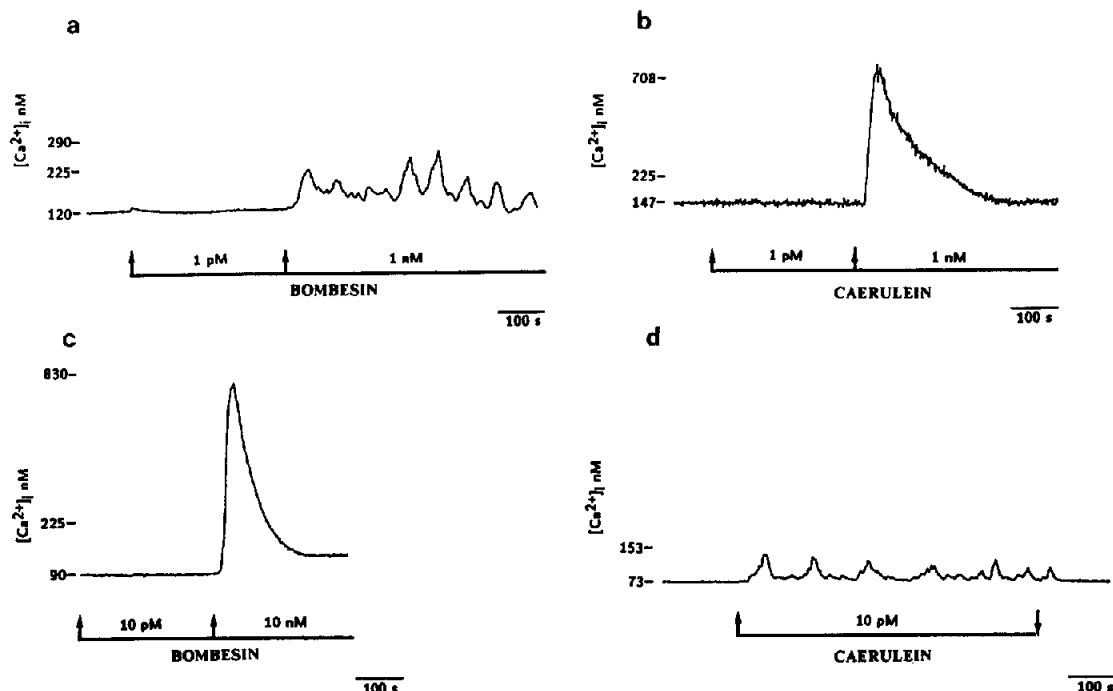 a
[Ca²⁺]ᵢ nM
290-
225-
120-
1 pM
1 nM
BOMBESIN
100 s
b
[Ca²⁺]ᵢ nM
708-
225-
147-
1 pM
1 nM
CAERULEIN
100 s
c
[Ca²⁺]ᵢ nM
830-
225-
90-
10 pM
10 nM
BOMBESIN
100 s
d
[Ca²⁺]ᵢ nM
153-
73-
10 pM
CAERULEIN
100 s